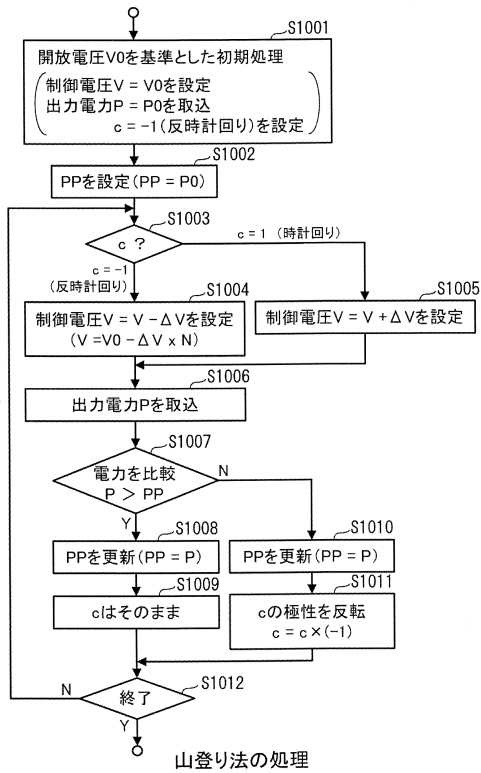 S1001
開放電圧V0を基準とした初期処理
制御電圧V = V0を設定
出力電力P = P0を取込
c = -1(反時計回り)を設定
S1002
PPを設定(PP = P0)
S1003
c ?
c = 1 (時計回り)
c = -1
(反時計回り)
S1004
制御電圧V = V - ΔVを設定
(V =V0 - ΔV x N)
S1005
制御電圧V = V + ΔVを設定
S1006
出力電力Pを取込
S1007
電力を比較
P > PP
N
Y
S1008
PPを更新(PP = P)
S1010
PPを更新(PP = P)
S1009
cはそのまま
S1011
cの極性を反転
c = c×(-1)
S1012
終了
N
Y
山登り法の処理